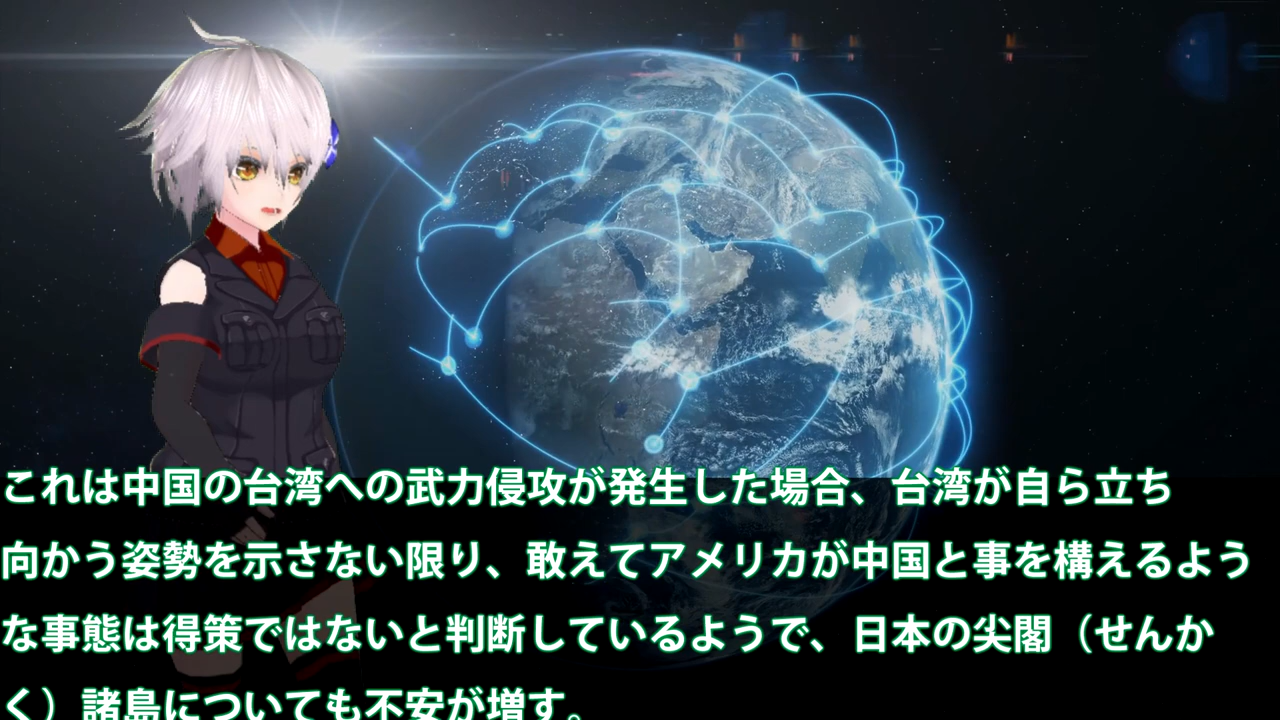 これは中国の台湾への武力侵攻が発生した場合、台湾が自ら立ち
向かう姿勢を示さない限り、敢えてアメリカが中国と事を構えるよう
な事態は得策ではないと判断しているようで、日本の尖閣（せんか
く）諸島についても不安が増す。